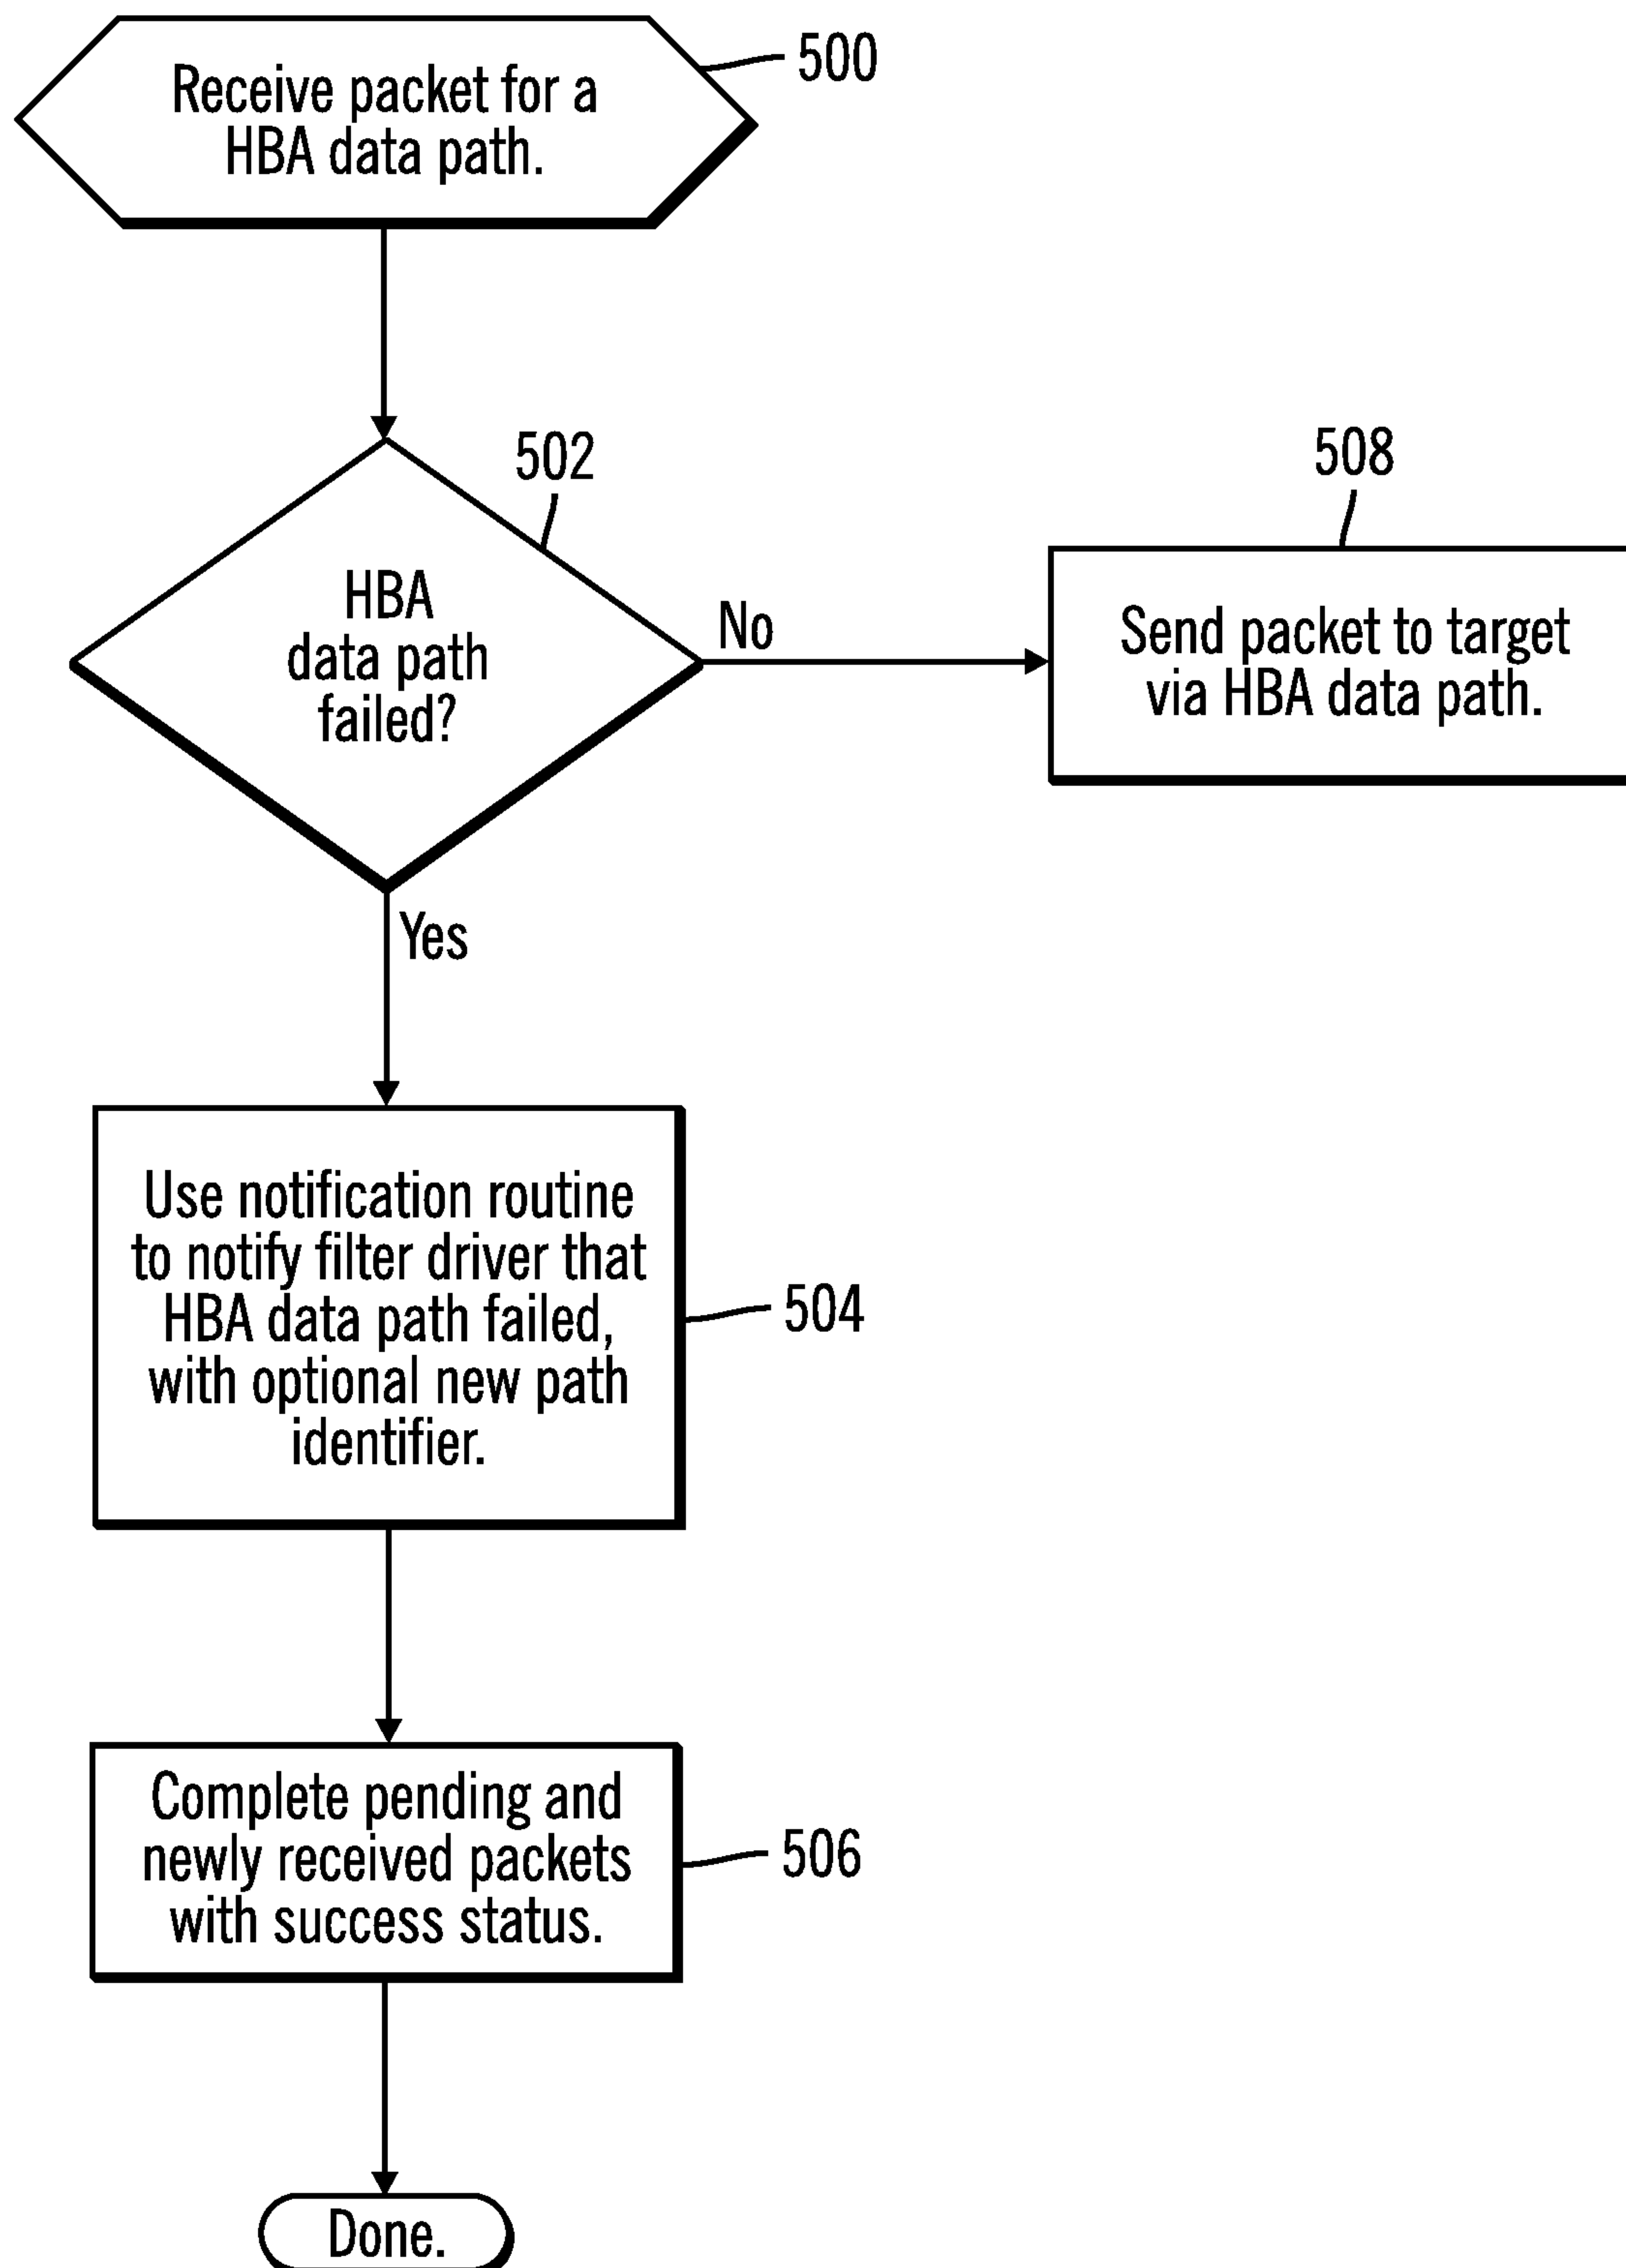 Receive packet for a
HBA data path.
500
502
HBA
data path
failed?
No
508
Send packet to target
via HBA data path.
Yes
Use notification routine
to notify filter driver that
HBA data path failed,
with optional new path
identifier.
504
Complete pending and
newly received packets
with success status.
506
Done.